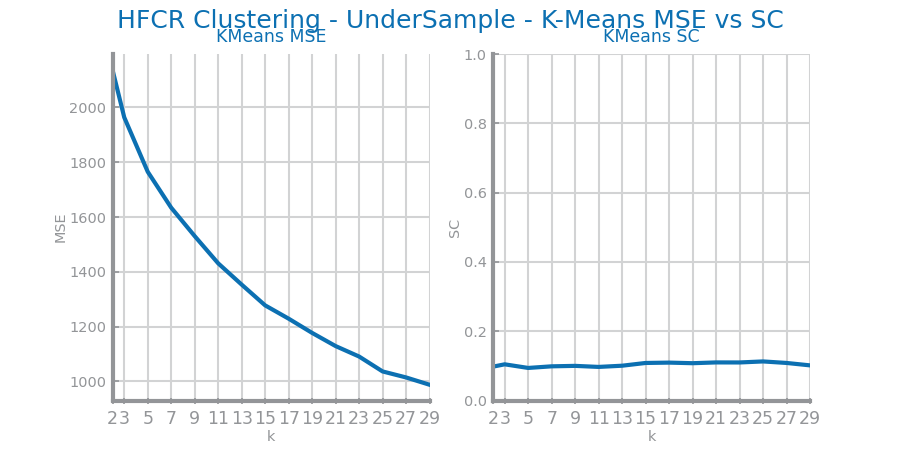 HFCR Clustering - UnderSample - K-Means MSE vs SC
KMeans MSE
MSE
2000
1800
1600
1400
1200
1000
2 3 5 7 9 11 13 15 17 19 21 23 25 27 29
k
KMeans SC
SC
1.0
0.8
0.6
0.4
0.2
0.0
2 3 5 7 9 11 13 15 17 19 21 23 25 27 29
k